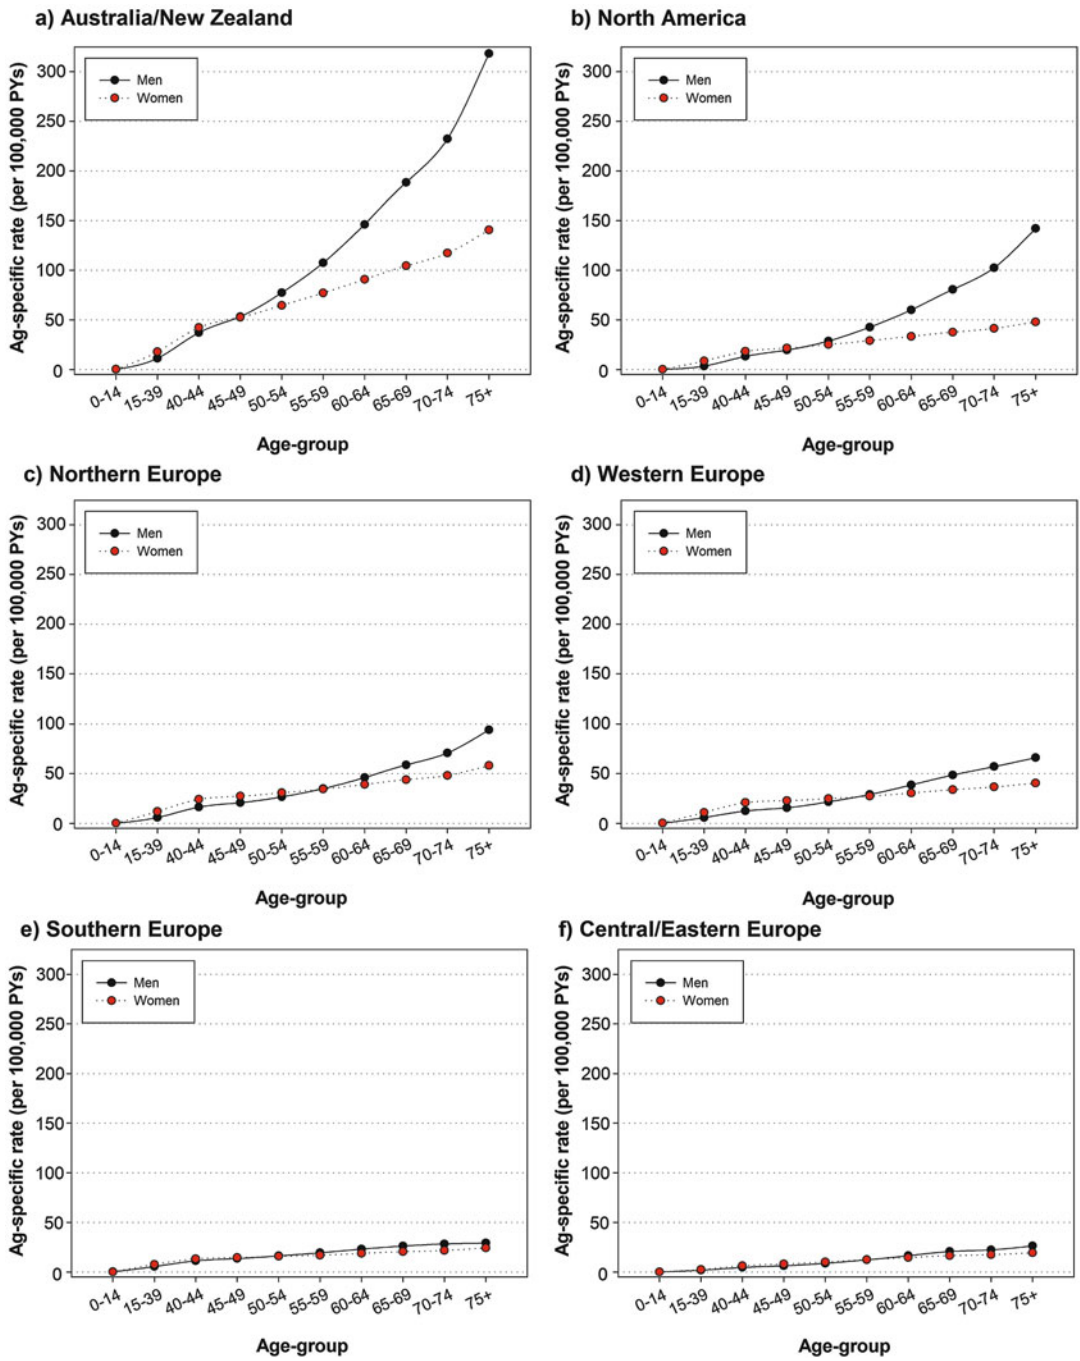 a) Australia/New Zealand
Ag-specific rate (per 100,000 PYs)
300
250
200
150
100
50
0
Men
Women
0-14 15-39 40-44 45-49 50-54 55-59 60-64 65-69 70-74 75+
Age-group
b) North America
Ag-specific rate (per 100,000 PYs)
300
250
200
150
100
50
0
Men
Women
0-14 15-39 40-44 45-49 50-54 55-59 60-64 65-69 70-74 75+
Age-group
c) Northern Europe
Ag-specific rate (per 100,000 PYs)
300
250
200
150
100
50
0
Men
Women
0-14 15-39 40-44 45-49 50-54 55-59 60-64 65-69 70-74 75+
Age-group
d) Western Europe
Ag-specific rate (per 100,000 PYs)
300
250
200
150
100
50
0
Men
Women
0-14 15-39 40-44 45-49 50-54 55-59 60-64 65-69 70-74 75+
Age-group
e) Southern Europe
Ag-specific rate (per 100,000 PYs)
300
250
200
150
100
50
0
Men
Women
0-14 15-39 40-44 45-49 50-54 55-59 60-64 65-69 70-74 75+
Age-group
f) Central/Eastern Europe
Ag-specific rate (per 100,000 PYs)
300
250
200
150
100
50
0
Men
Women
0-14 15-39 40-44 45-49 50-54 55-59 60-64 65-69 70-74 75+
Age-group